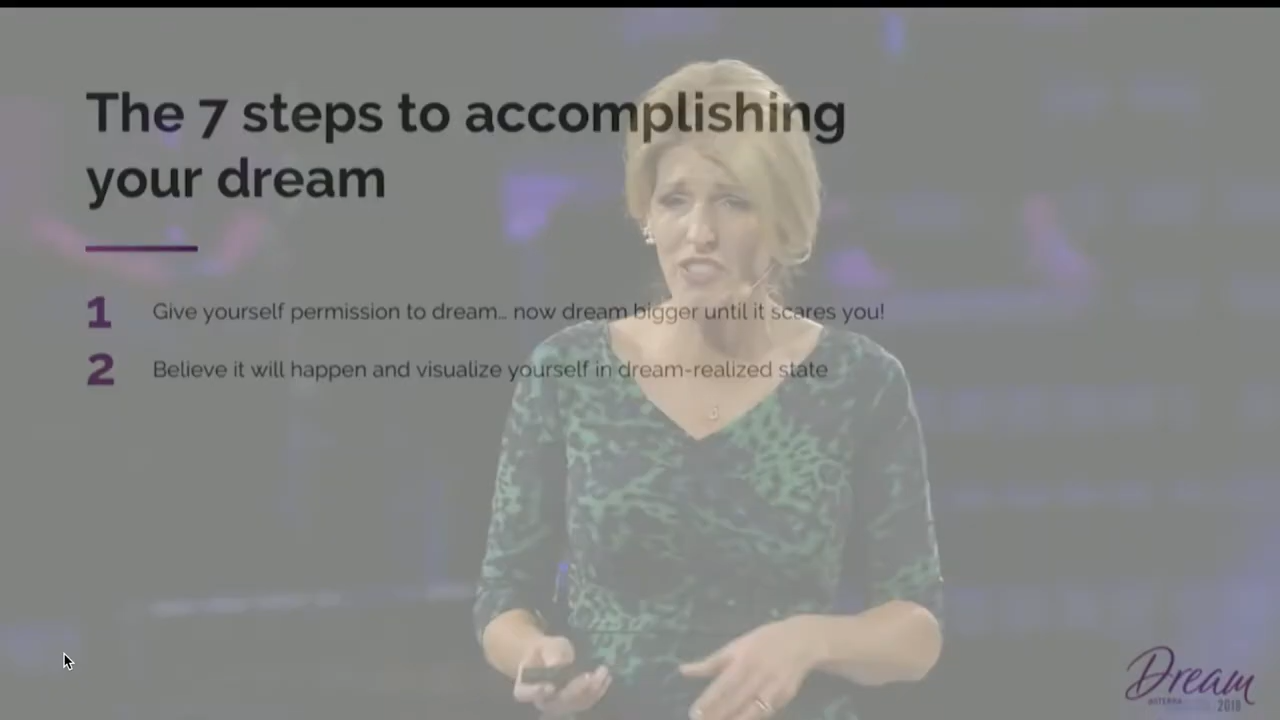 The 7 steps to accomplishing
your dream
1 Give yourself permission to dream... now dream bigger until it scares you!
2 Believe it will happen and visualize yourself in dream-realized state
Dream
2018